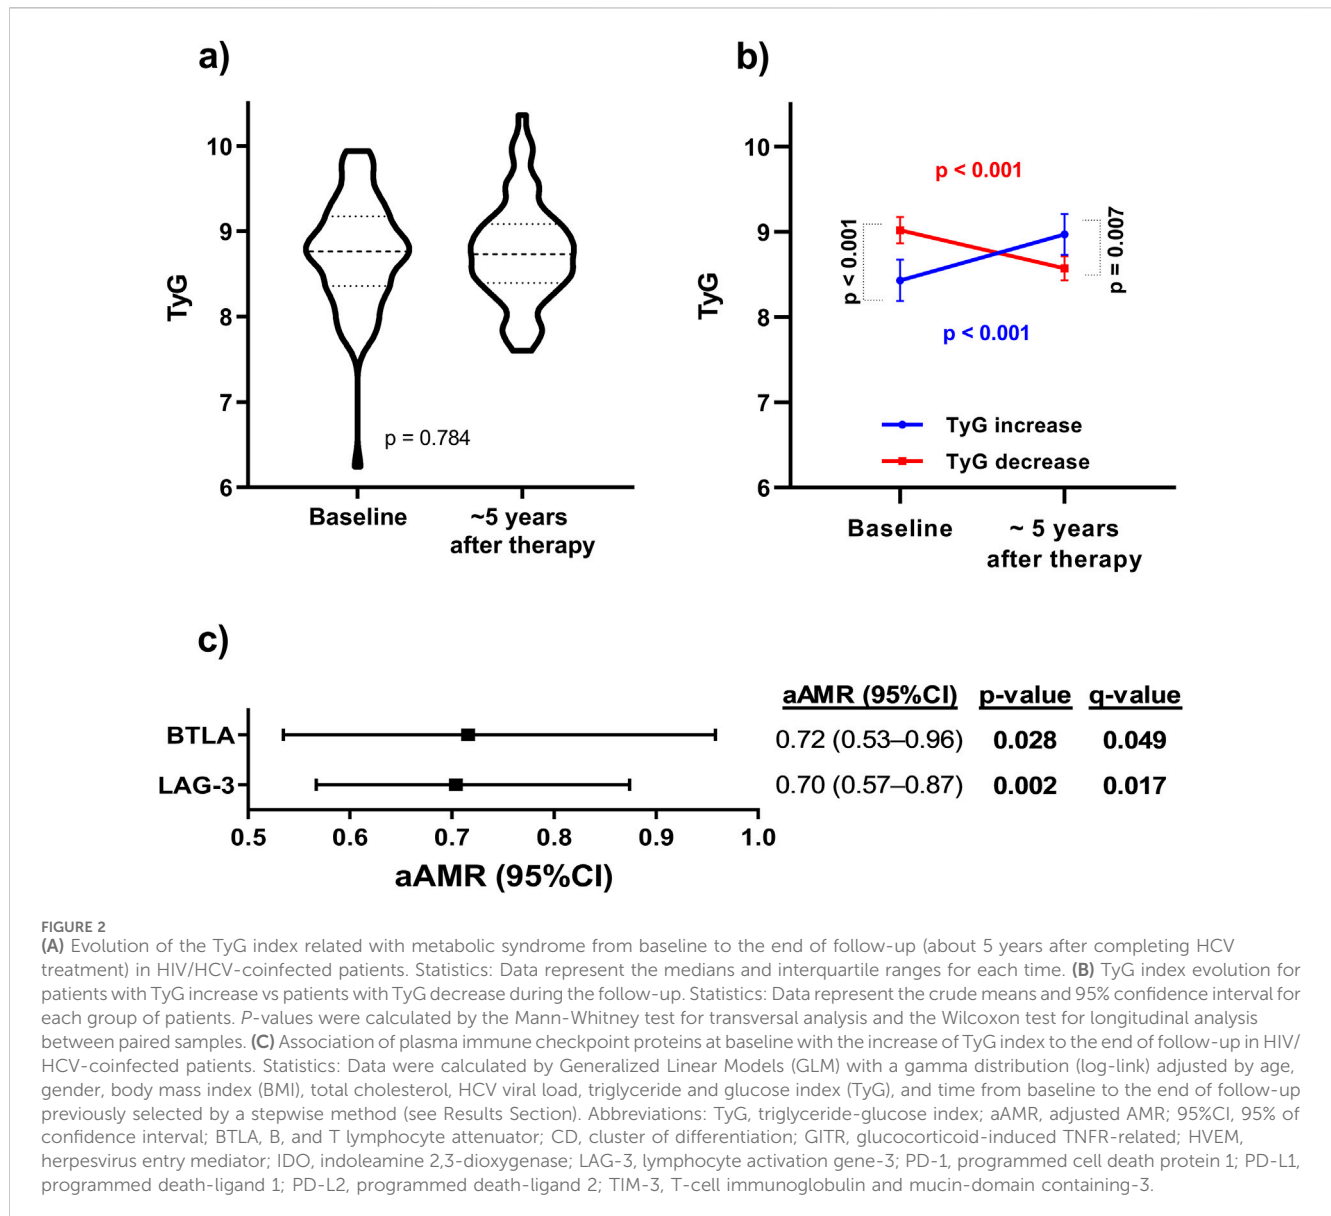 a)
10
9
8
7
6
TyG
p = 0.784
Baseline
~5 years
after therapy
b)
10
9
8
7
6
TyG
p < 0.001
p < 0.001
p = 0.007
p < 0.001
TyG increase
TyG decrease
Baseline
~ 5 years
after therapy
c)
aAMR (95%CI) p-value q-value
BTLA 0.72 (0.53–0.96) 0.028 0.049
LAG-3 0.70 (0.57–0.87) 0.002 0.017
0.5 0.6 0.7 0.8 0.9 1.0
aAMR (95%CI)
FIGURE 2
(A) Evolution of the TyG index related with metabolic syndrome from baseline to the end of follow-up (about 5 years after completing HCV
treatment) in HIV/HCV-coinfected patients. Statistics: Data represent the medians and interquartile ranges for each time. (B) TyG index evolution for
patients with TyG increase vs patients with TyG decrease during the follow-up. Statistics: Data represent the crude means and 95% confidence interval for
each group of patients. P-values were calculated by the Mann-Whitney test for transversal analysis and the Wilcoxon test for longitudinal analysis
between paired samples. (C) Association of plasma immune checkpoint proteins at baseline with the increase of TyG index to the end of follow-up in HIV/
HCV-coinfected patients. Statistics: Data were calculated by Generalized Linear Models (GLM) with a gamma distribution (log-link) adjusted by age,
gender, body mass index (BMI), total cholesterol, HCV viral load, triglyceride and glucose index (TyG), and time from baseline to the end of follow-up
previously selected by a stepwise method (see Results Section). Abbreviations: TyG, triglyceride-glucose index; aAMR, adjusted AMR; 95%CI, 95% of
confidence interval; BTLA, B, and T lymphocyte attenuator; CD, cluster of differentiation; GITR, glucocorticoid-induced TNFR-related; HVEM,
herpesvirus entry mediator; IDO, indoleamine 2,3-dioxygenase; LAG-3, lymphocyte activation gene-3; PD-1, programmed cell death protein 1; PD-L1,
programmed death-ligand 1; PD-L2, programmed death-ligand 2; TIM-3, T-cell immunoglobulin and mucin-domain containing-3.